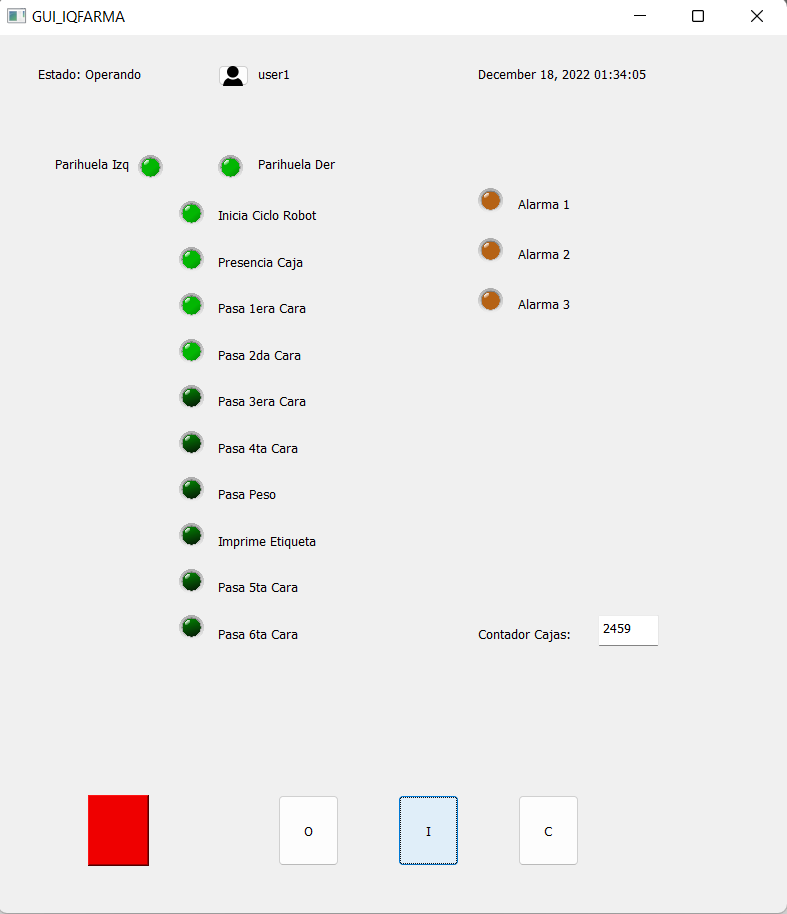 GUI_IQFARMA
Estado: Operando
user1
December 18, 2022 01:34:05
Parihuela Izq
Parihuela Der
Inicia Ciclo Robot
Presencia Caja
Pasa 1era Cara
Pasa 2da Cara
Pasa 3era Cara
Pasa 4ta Cara
Pasa Peso
Imprime Etiqueta
Pasa 5ta Cara
Pasa 6ta Cara
Alarma 1
Alarma 2
Alarma 3
Contador Cajas: 2459
O
I
C